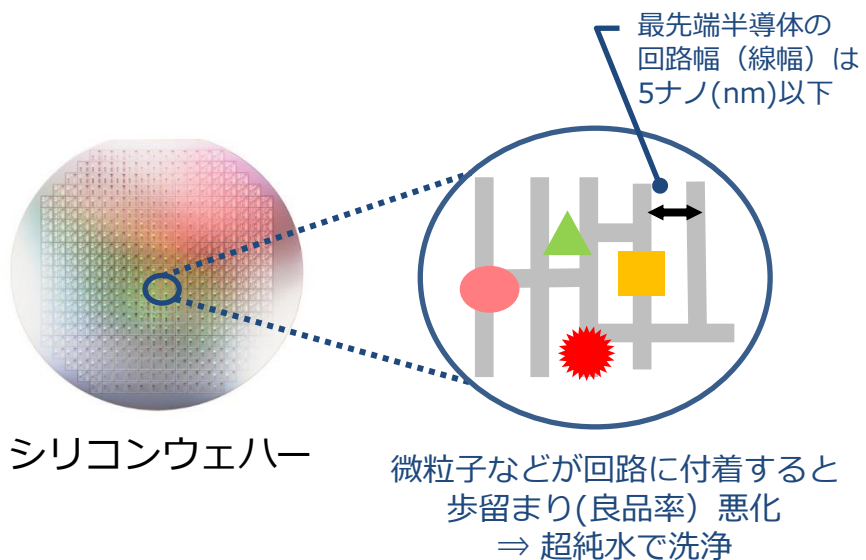 最先端半導体の
回路幅（線幅）は
5ナノ(nm)以下
シリコンウェハー
微粒子などが回路に付着すると
歩留まり(良品率）悪化
⇒ 超純水で洗浄